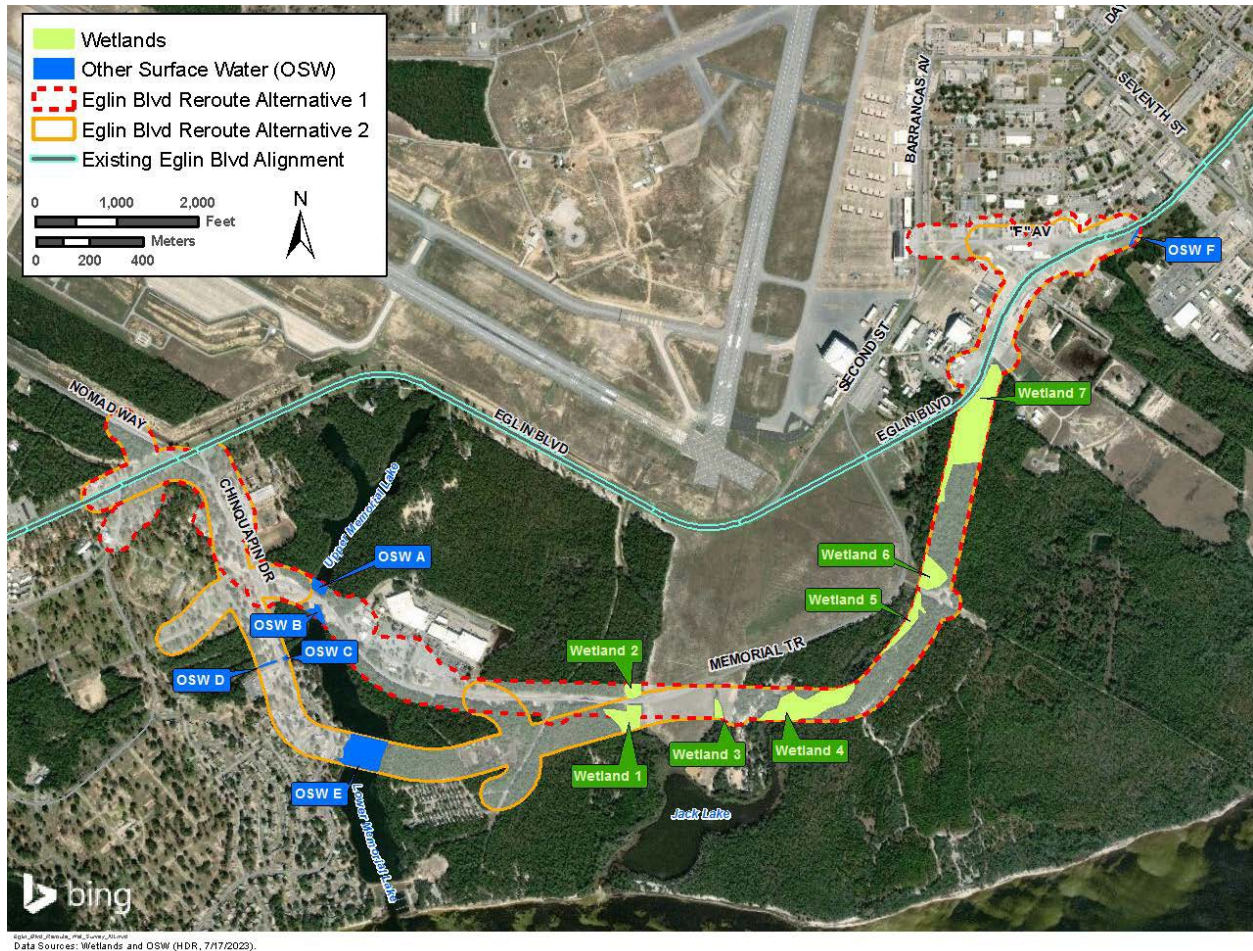 Wetlands
Other Surface Water (OSW)
Eglin Blvd Reroute Alternative 1
Eglin Blvd Reroute Alternative 2
Existing Eglin Blvd Alignment
0 1,000 2,000
Feet
Meters
0 200 400
N
BARRANCAS AV
DAY
SEVENTH ST
"F" AV
OSW F
SECOND ST
NOMAD WAY
EGLIN BLVD
EGLIN BLVD
Wetland 7
CHINQUAPIN DR
Upper Memorial Lake
OSW A
Wetland 6
Wetland 5
OSW B
OSW C
OSW D
Wetland 2
MEMORIAL TR
Wetland 3
Wetland 4
Wetland 1
OSW E
Lower Memorial Lake
Jack Lake
bing
Data Sources: Wetlands and OSW (HDR, 7/17/2023).